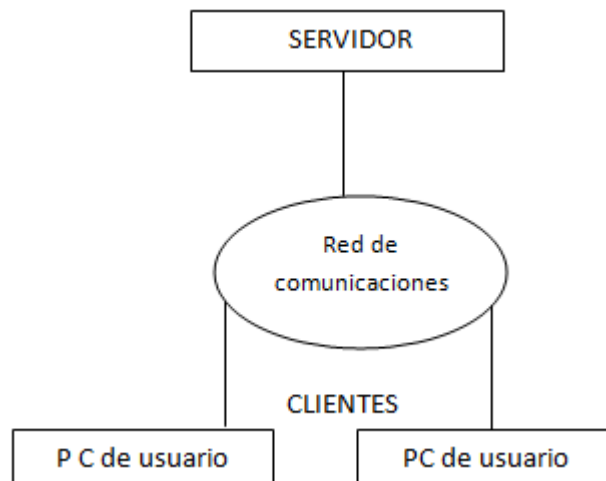 SERVIDOR
Red de
comunicaciones
CLIENTES
P C de usuario
PC de usuario